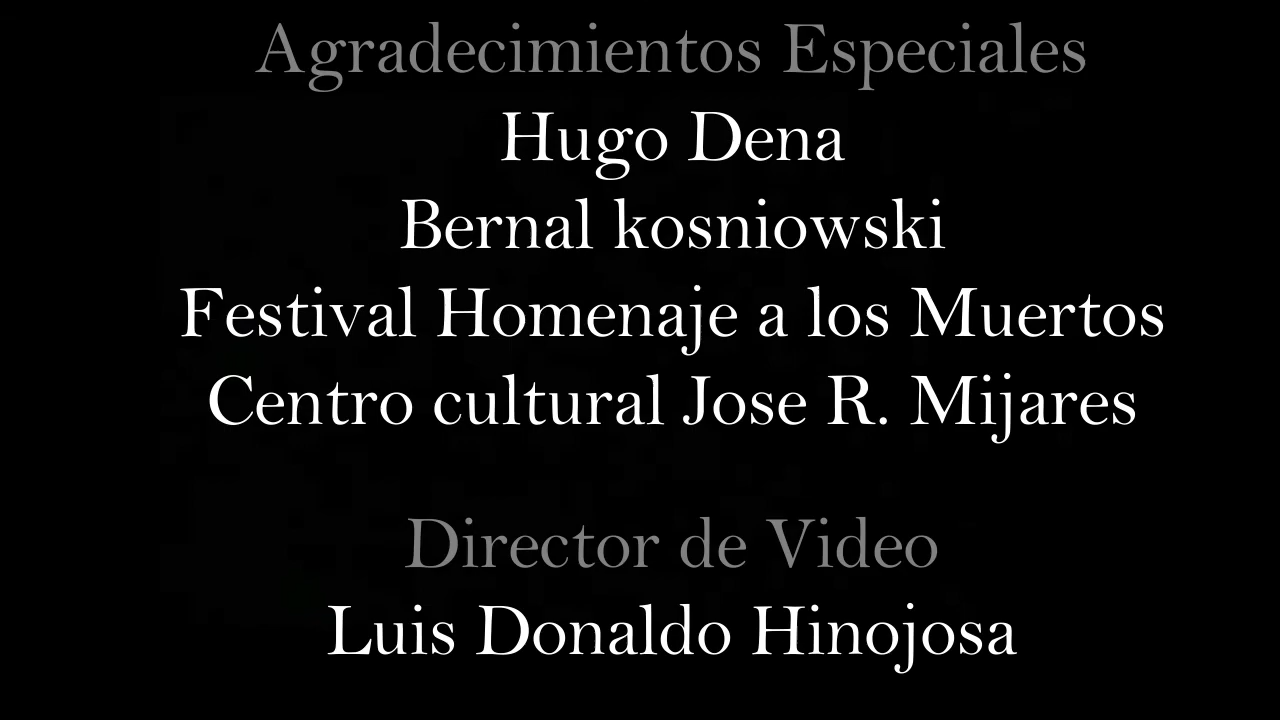 Agradecimientos Especiales
Hugo Dena
Bernal kosniowski
Festival Homenaje a los Muertos
Centro cultural Jose R. Mijares
Director de Video
Luis Donaldo Hinojosa